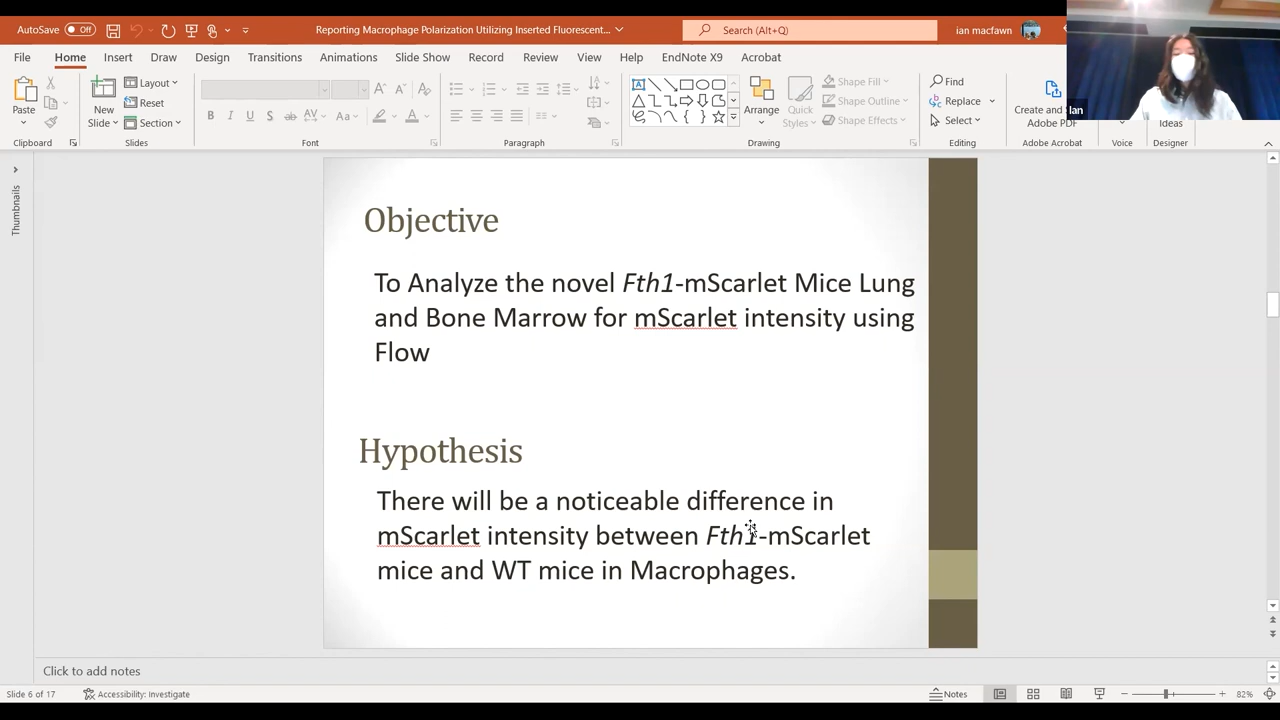 AutoSave Off
Reporting Macrophage Polarization Utilizing Inserted Fluorescent...
Search (Alt+Q)
ian macfawn
File Home Insert Draw Design Transitions Animations Slide Show Record Review View Help EndNote X9 Acrobat
Paste
New
Slide
Layout
Reset
Section
Aa
Arrange
Quick
Styles
Shape Fill
Shape Outline
Shape Effects
Find
Replace
Select
Create and
Adobe PDF
Ian
Ideas
Clipboard Slides Font Paragraph Drawing Editing Adobe Acrobat Voice Designer
Thumbnails
Objective
To Analyze the novel Fth1-mScarlet Mice Lung
and Bone Marrow for mScarlet intensity using
Flow
Hypothesis
There will be a noticeable difference in
mScarlet intensity between Fth1-mScarlet
mice and WT mice in Macrophages.
Click to add notes
Slide 6 of 17 Accessibility: Investigate Notes 82%